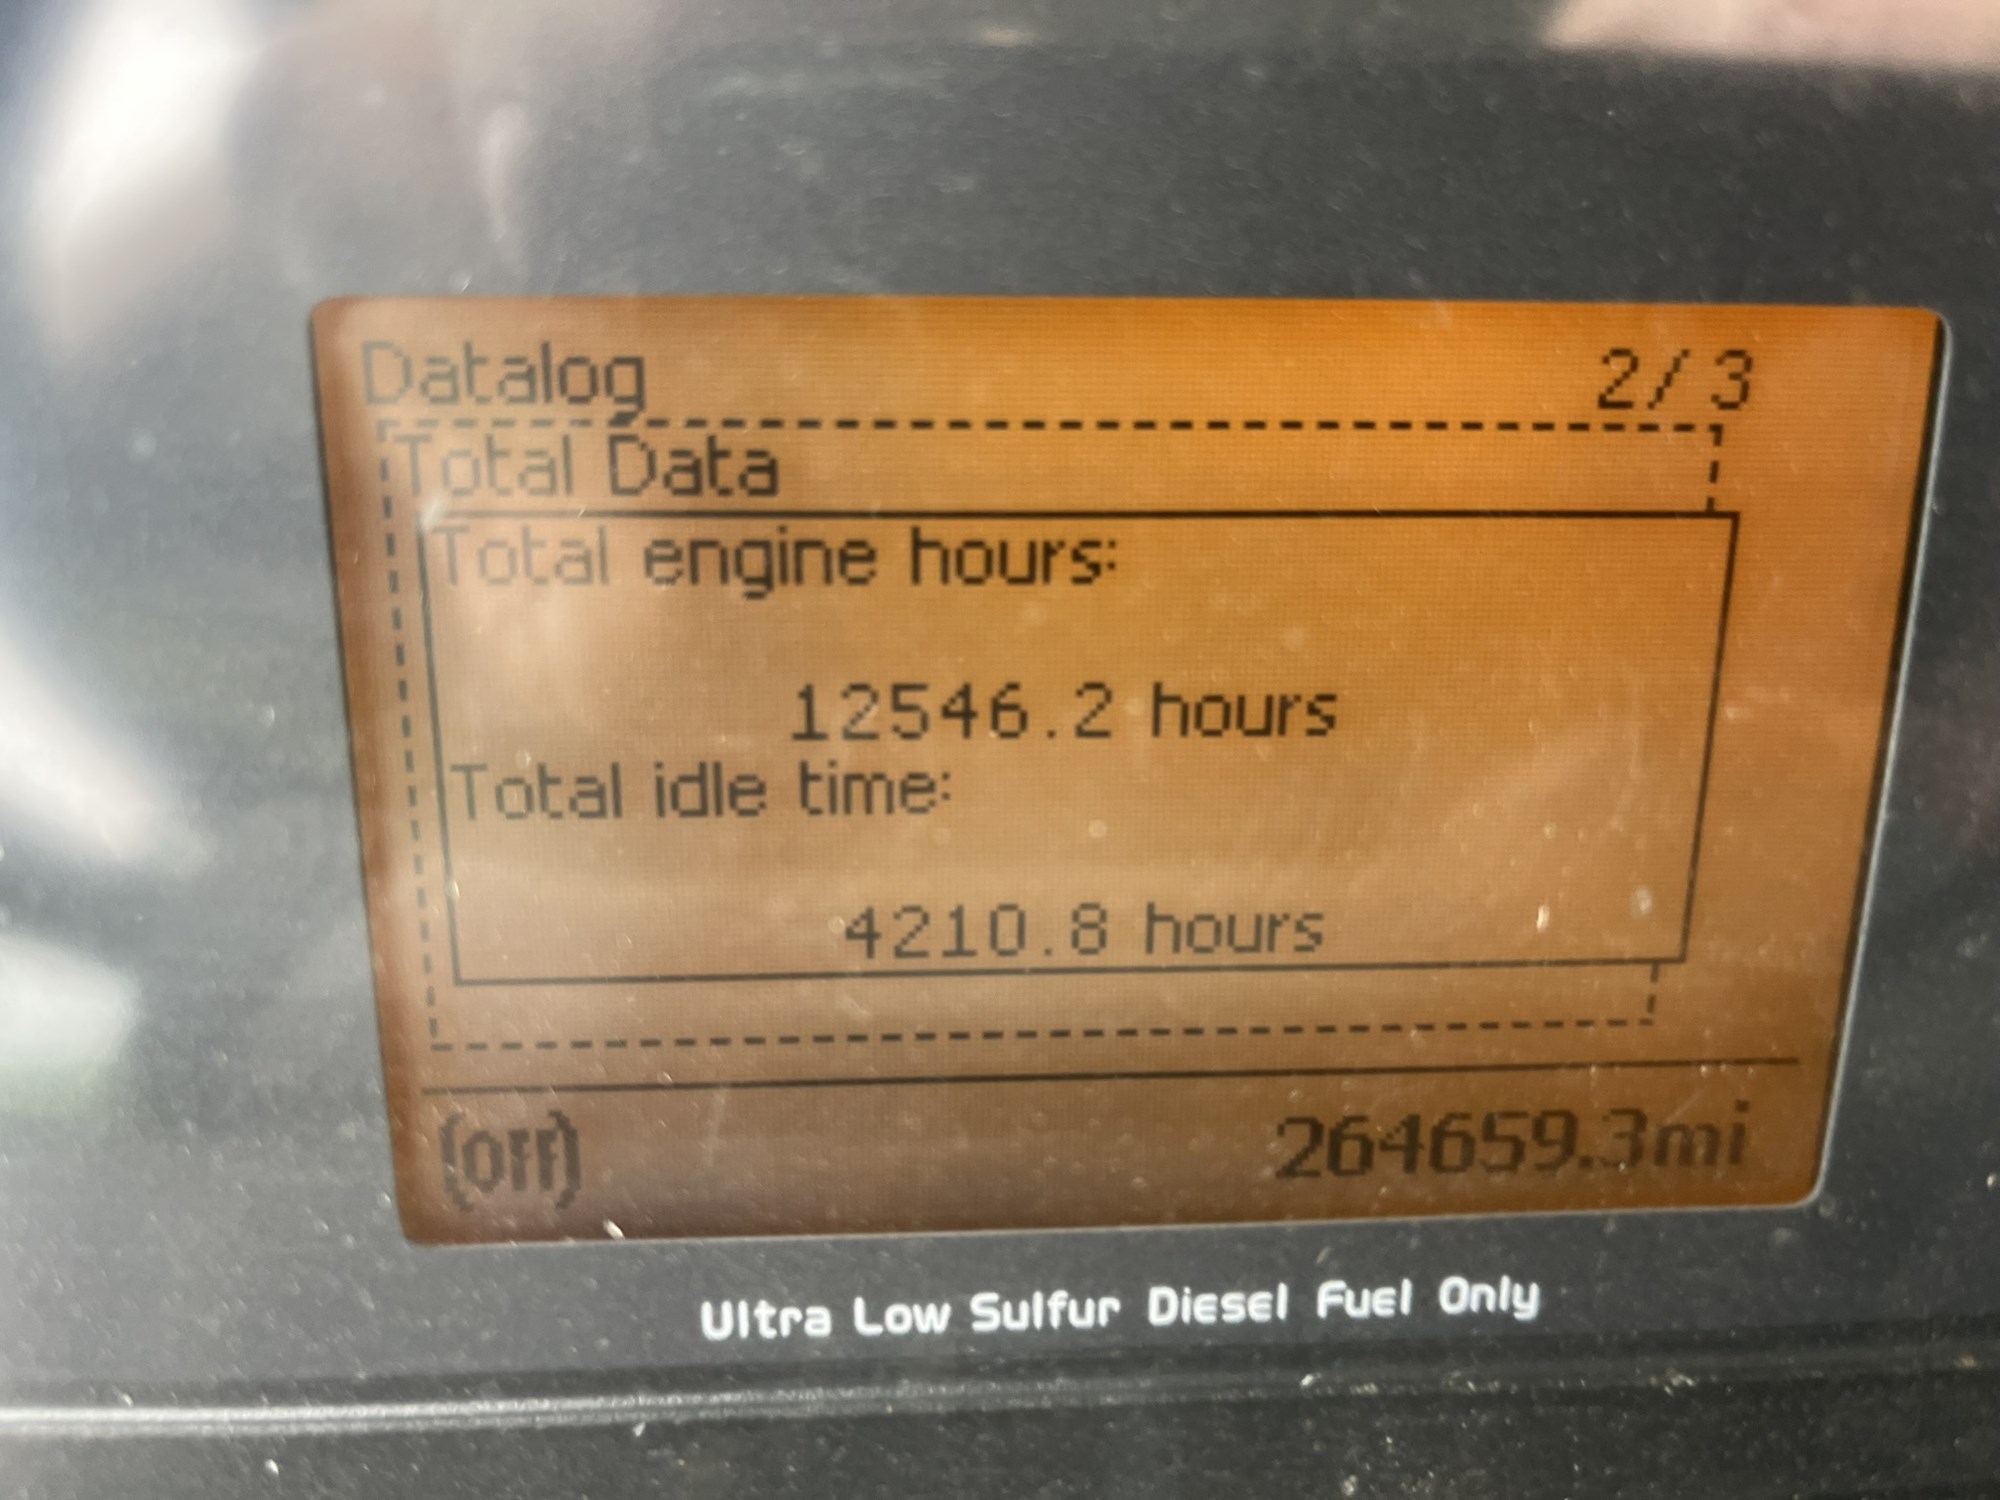 Datalog 2/3
Total Data
Total engine hours:
12546.2 hours
Total idle time:
4210.8 hours
(off) 264659.3mi
Ultra Low Sulfur Diesel Fuel Only